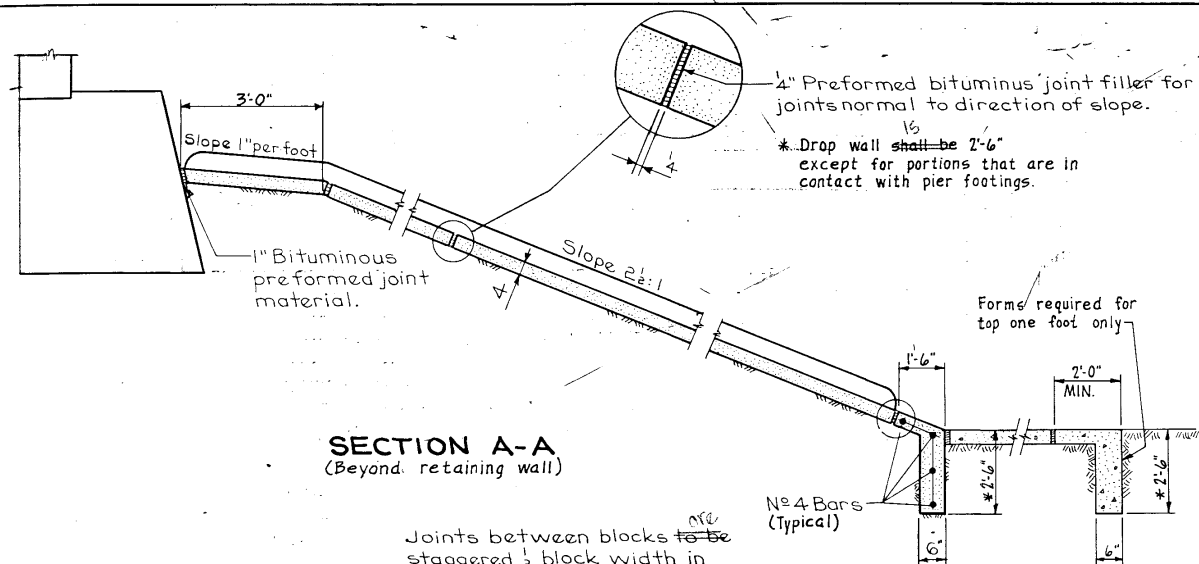 ¼" Preformed bituminus joint filler for
joints normal to direction of slope.
is
* Drop wall shall be 2'-6"
except for portions that are in
contact with pier footings.
¼
3'-0"
Slope 1" per foot
1" Bituminous
preformed joint
material.
Slope 2½:1
4
Forms required for
top one foot only
1'-6"
2'-0"
MIN.
SECTION A-A
(Beyond retaining wall)
Nº 4 Bars
(Typical)
* 2'-6"
* 2'-6"
6"
6"
are
Joints between blocks to be
staggered ½ block width in